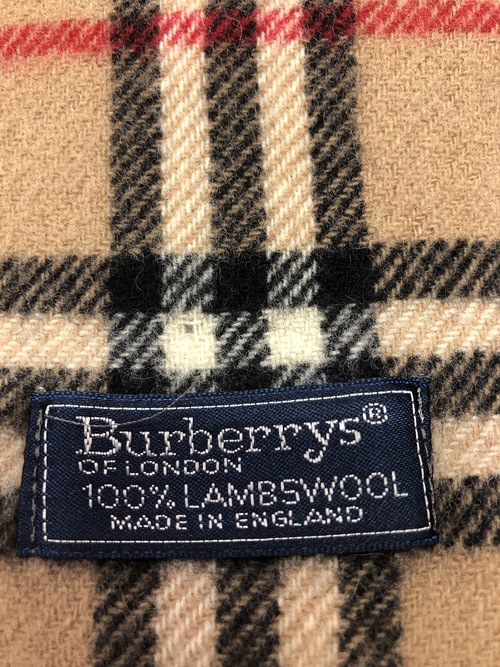 Burberrys®
OF LONDON
100% LAMBSWOOL
MADE IN ENGLAND